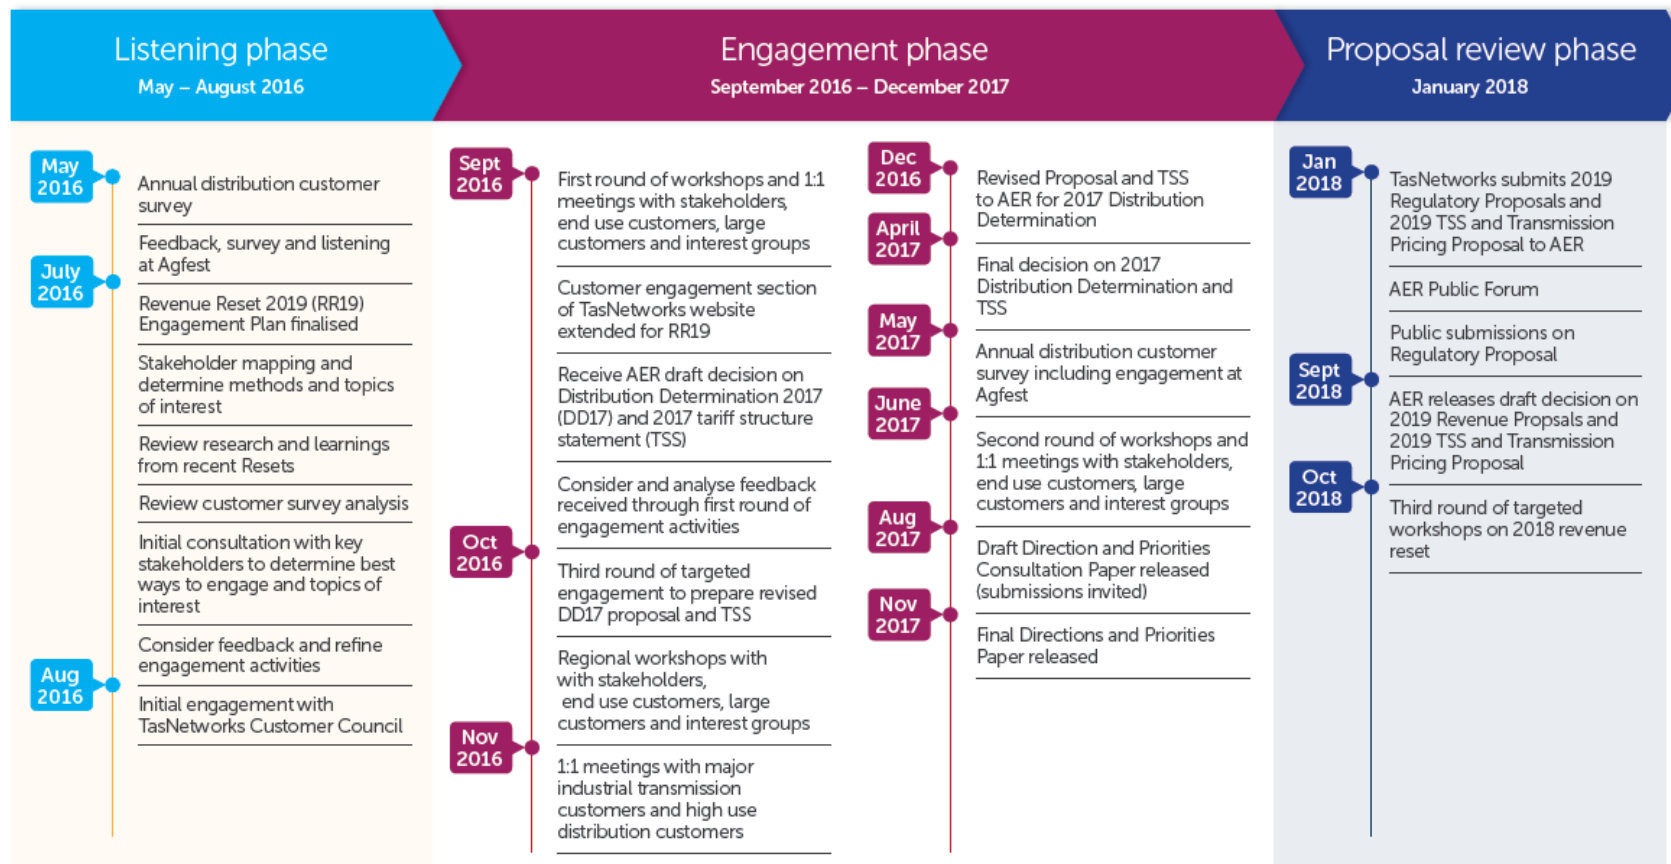 Listening phase
May – August 2016
Engagement phase
September 2016 – December 2017
Proposal review phase
January 2018
May
2016
Annual distribution customer
survey
Feedback, survey and listening
at Agfest
July
2016
Revenue Reset 2019 (RR19)
Engagement Plan finalised
Stakeholder mapping and
determine methods and topics
of interest
Review research and learnings
from recent Resets
Review customer survey analysis
Initial consultation with key
stakeholders to determine best
ways to engage and topics of
interest
Consider feedback and refine
engagement activities
Aug
2016
Initial engagement with
TasNetworks Customer Council
Sept
2016
First round of workshops and 1:1
meetings with stakeholders,
end use customers, large
customers and interest groups
Customer engagement section
of TasNetworks website
extended for RR19
Receive AER draft decision on
Distribution Determination 2017
(DD17) and 2017 tariff structure
statement (TSS)
Consider and analyse feedback
received through first round of
engagement activities
Oct
2016
Third round of targeted
engagement to prepare revised
DD17 proposal and TSS
Regional workshops with
with stakeholders,
end use customers, large
customers and interest groups
Nov
2016
1:1 meetings with major
industrial transmission
customers and high use
distribution customers
Dec
2016
Revised Proposal and TSS
to AER for 2017 Distribution
Determination
April
2017
Final decision on 2017
Distribution Determination and
TSS
May
2017
Annual distribution customer
survey including engagement at
Agfest
June
2017
Second round of workshops and
1:1 meetings with stakeholders,
end use customers, large
customers and interest groups
Aug
2017
Draft Direction and Priorities
Consultation Paper released
(submissions invited)
Nov
2017
Final Directions and Priorities
Paper released
Jan
2018
TasNetworks submits 2019
Regulatory Proposals and
2019 TSS and Transmission
Pricing Proposal to AER
AER Public Forum
Public submissions on
Regulatory Proposal
Sept
2018
AER releases draft decision on
2019 Revenue Propsals and
2019 TSS and Transmission
Pricing Proposal
Oct
2018
Third round of targeted
workshops on 2018 revenue
reset